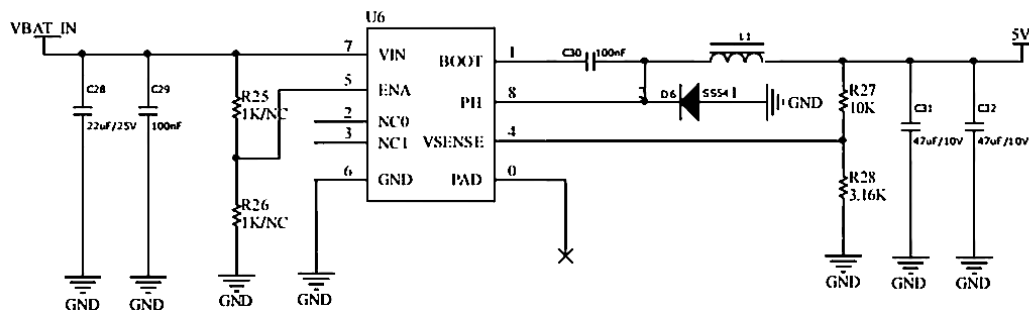 U6
VBAT_IN
7 VIN
BOOT 1
C30 100nF
L1
5V
5 ENA
PH 8
D6 SS54
GND
C28
22uF/25V
C29
100nF
R25
1K/NC
2 NC0
3 NC1
VSENSE 4
R27
10K
C31
47uF/10V
C32
47uF/10V
6 GND
PAD 0
R26
1K/NC
R28
3.16K
GND
GND
GND
GND
GND
GND
GND